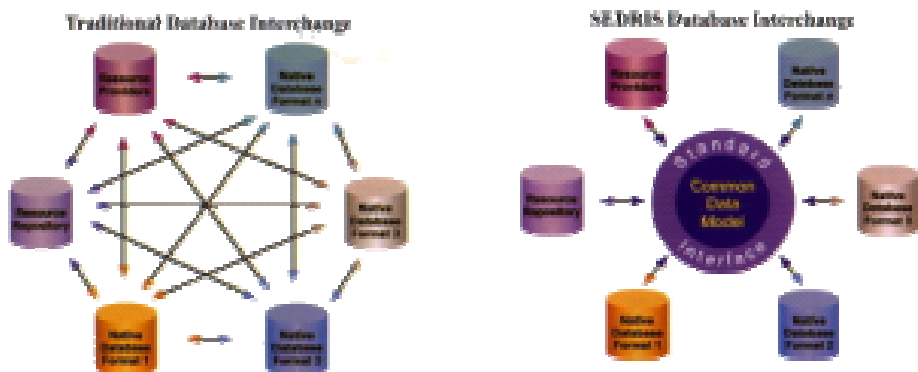 Traditional Database Interchange
Resource
Providers
Native
Database
Format n
Resource
Repository
Native
Database
Format 3
Native
Database
Format 1
Native
Database
Format 2
SEDRIS Database Interchange
Resource
Providers
Native
Database
Format n
Resource
Repository
Standard
Common
Data
Model
Interface
Native
Database
Format 3
Native
Database
Format 1
Native
Database
Format 2